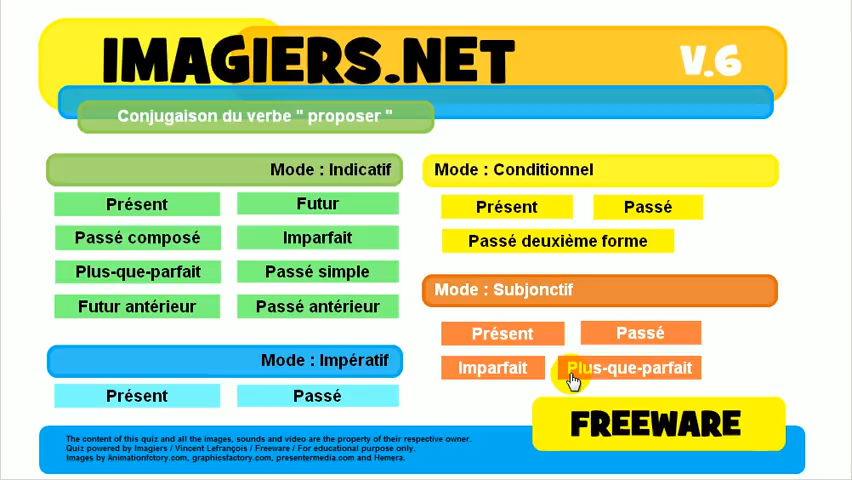 IMAGIERS.NET
V.6
Conjugaison du verbe " proposer "
Mode : Indicatif
Présent
Futur
Passé composé
Imparfait
Plus-que-parfait
Passé simple
Futur antérieur
Passé antérieur
Mode : Impératif
Présent
Passé
Mode : Conditionnel
Présent
Passé
Passé deuxième forme
Mode : Subjonctif
Présent
Passé
Imparfait
Plus-que-parfait
FREEWARE
The content of this quiz and all the images, sounds and video are the property of their respective owner.
Quiz powered by Imagiers / Vincent Lefrançois / Freeware / For educational purpose only.
Images by Animationfctory.com, graphicsfactory.com, presentermedia.com and Hemera.